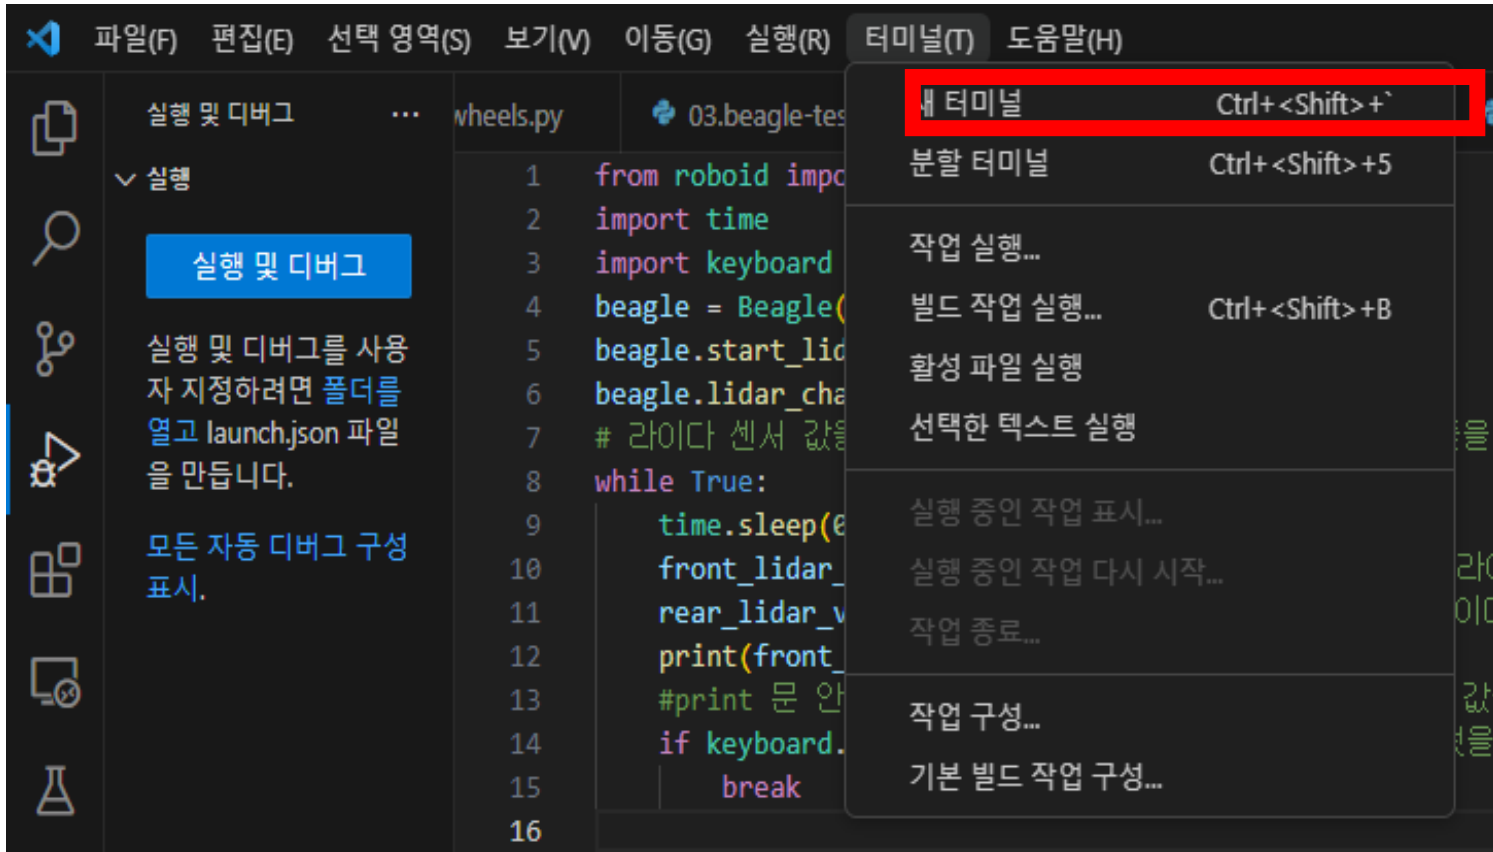 파일(F) 편집(E) 선택 영역(S) 보기(V) 이동(G) 실행(R) 터미널(T) 도움말(H)
실행 및 디버그 ...
실행
실행 및 디버그
실행 및 디버그를 사용
자 지정하려면 폴더를
열고 launch.json 파일
을 만듭니다.
모든 자동 디버그 구성
표시.
wheels.py 03.beagle-tes
1 from roboid impo
2 import time
3 import keyboard
4 beagle = Beagle(
5 beagle.start_lid
6 beagle.lidar_cha
7 # 라이다 센서 값을
8 while True:
9 time.sleep(0
10 front_lidar_
11 rear_lidar_v
12 print(front_
13 #print 문 안
14 if keyboard.
15 break
16
새 터미널 Ctrl+<Shift>+`
분할 터미널 Ctrl+<Shift>+5
작업 실행...
빌드 작업 실행... Ctrl+<Shift>+B
활성 파일 실행
선택한 텍스트 실행
실행 중인 작업 표시...
실행 중인 작업 다시 시작...
작업 종료...
작업 구성...
기본 빌드 작업 구성...